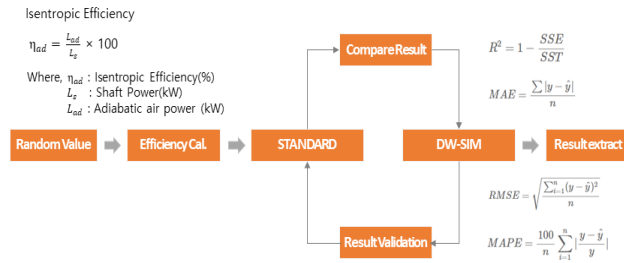 Isentropic Efficiency
η_ad = L_ad / L_s × 100
Where, η_ad : Isentropic Efficiency(%)
L_s : Shaft Power(kW)
L_ad : Adiabatic air power (kW)
Compare Result
R² = 1 − SSE / SST
MAE = ∑|y − ŷ| / n
Random Value
Efficiency Cal.
STANDARD
DW-SIM
Result extract
RMSE = √(∑ⁿᵢ₌₁(y − ŷ)² / n)
Result Validation
MAPE = 100 / n ∑ⁿᵢ₌₁ |(y − ŷ) / y|